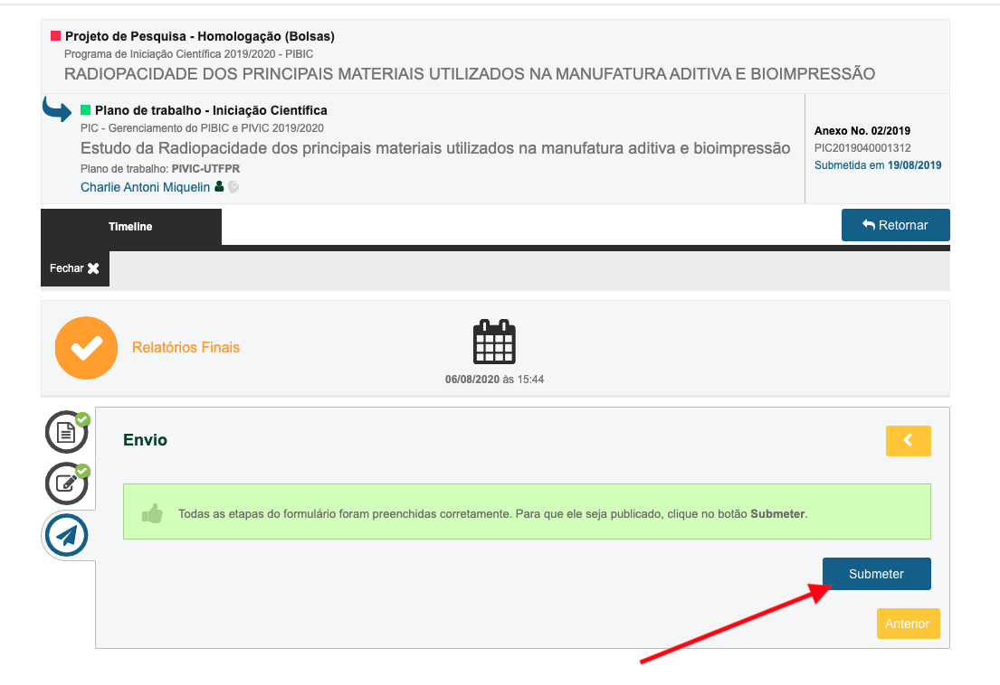 Projeto de Pesquisa - Homologação (Bolsas)
Programa de Iniciação Científica 2019/2020 - PIBIC
RADIOPACIDADE DOS PRINCIPAIS MATERIAIS UTILIZADOS NA MANUFATURA ADITIVA E BIOIMPRESSÃO
Plano de trabalho - Iniciação Científica
PIC - Gerenciamento do PIBIC e PIVIC 2019/2020
Estudo da Radiopacidade dos principais materiais utilizados na manufatura aditiva e bioimpressão
Plano de trabalho: PIVIC-UTFPR
Charlie Antoni Miquelin
Anexo No. 02/2019
PIC2019040001312
Submetida em 19/08/2019
Timeline
Retornar
Fechar
Relatórios Finais
06/08/2020 às 15:44
Envio
Todas as etapas do formulário foram preenchidas corretamente. Para que ele seja publicado, clique no botão Submeter.
Submeter
Anterior